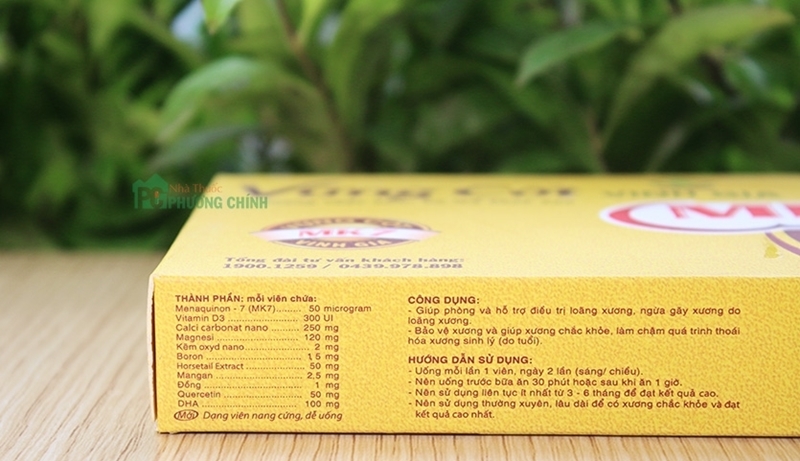 Nhà Thuốc
PHƯƠNG CHÍNH
MK7
VINH GIA
Tổng đài tư vấn khách hàng:
1900.1259 / 0439.978.898
THÀNH PHẦN: mỗi viên chứa:
Menaquinon - 7 (MK7)......... 50 microgram
Vitamin D3 ........................ 300 UI
Calci carbonat nano ........... 250 mg
Magnesi ............................ 120 mg
Kẽm oxyd nano .................. 2 mg
Boron ................................ 1,5 mg
Horsetail Extract ................ 50 mg
Mangan ............................. 2,5 mg
Đồng ................................. 1 mg
Quercetin .......................... 50 mg
DHA .................................. 100 mg
Mới Dạng viên nang cứng, dễ uống
CÔNG DỤNG:
- Giúp phòng và hỗ trợ điều trị loãng xương, ngừa gãy xương do
loãng xương.
- Bảo vệ xương và giúp xương chắc khỏe, làm chậm quá trình thoái
hóa xương sinh lý (do tuổi).
HƯỚNG DẪN SỬ DỤNG:
- Uống mỗi lần 1 viên, ngày 2 lần (sáng/ chiều).
- Nên uống trước bữa ăn 30 phút hoặc sau khi ăn 1 giờ.
- Nên sử dụng liên tục ít nhất từ 3 - 6 tháng để đạt kết quả cao.
- Nên sử dụng thường xuyên, lâu dài để có xương chắc khỏe và đạt
kết quả cao nhất.